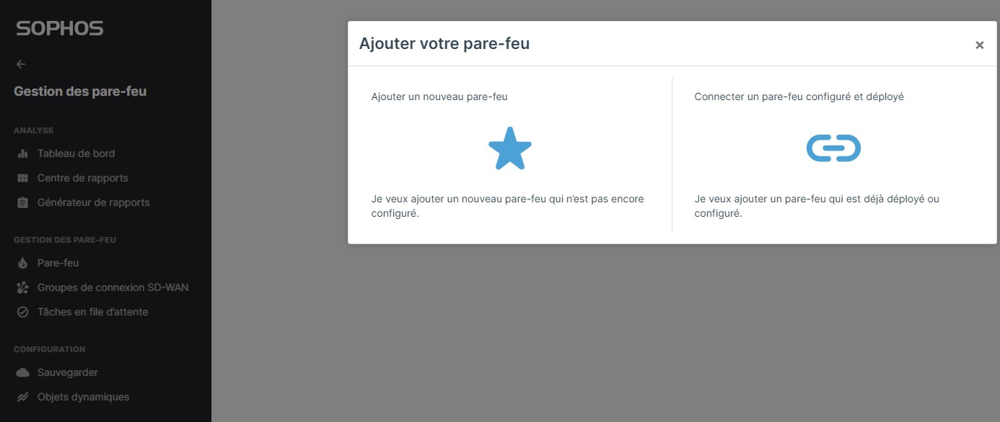 SOPHOS
Gestion des pare-feu
ANALYSE
Tableau de bord
Centre de rapports
Générateur de rapports
GESTION DES PARE-FEU
Pare-feu
Groupes de connexion SD-WAN
Tâches en file d'attente
CONFIGURATION
Sauvegarder
Objets dynamiques
Ajouter votre pare-feu
Ajouter un nouveau pare-feu
Je veux ajouter un nouveau pare-feu qui n’est pas encore
configuré.
Connecter un pare-feu configuré et déployé
Je veux ajouter un pare-feu qui est déjà déployé ou
configuré.